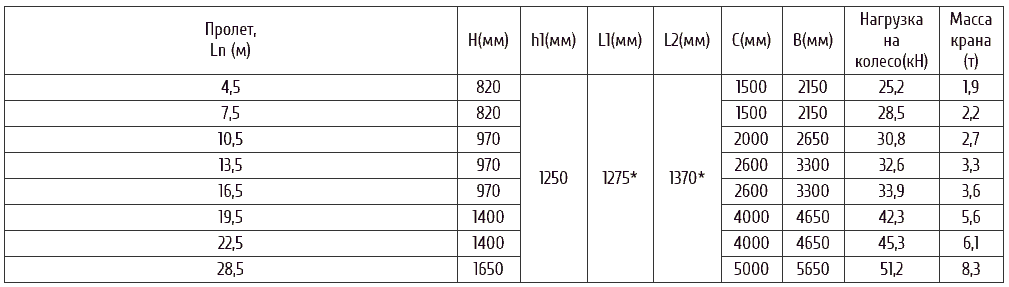 Пролет, Ln (м) H(мм) h1(мм) L1(мм) L2(мм) C(мм) B(мм) Нагрузка на колесо(кН) Масса крана (т)
4,5 820 1250 1275* 1370* 1500 2150 25,2 1,9
7,5 820 1500 2150 28,5 2,2
10,5 970 2000 2650 30,8 2,7
13,5 970 2600 3300 32,6 3,3
16,5 970 2600 3300 33,9 3,6
19,5 1400 4000 4650 42,3 5,6
22,5 1400 4000 4650 45,3 6,1
28,5 1650 5000 5650 51,2 8,3